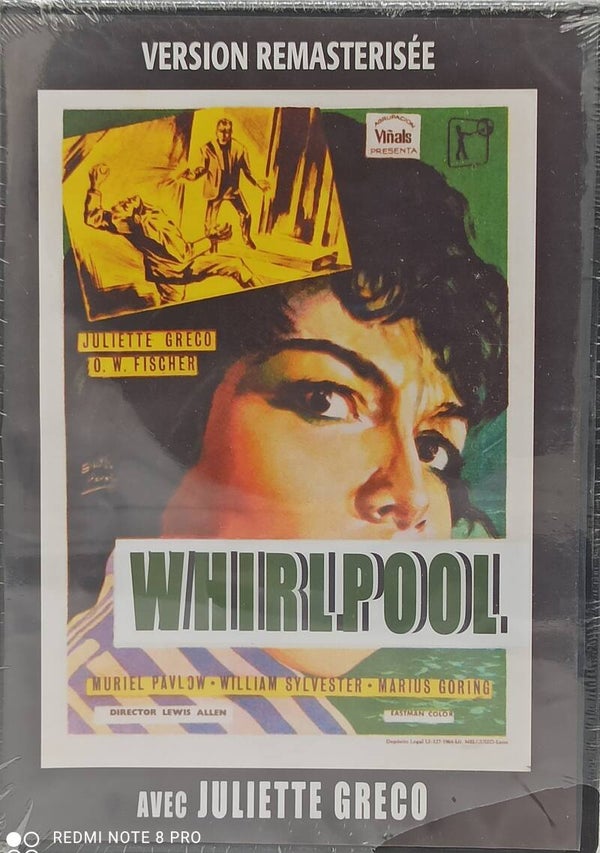 VERSION REMASTERISÉE
AGRUPACION
Viñals
PRESENTA
JULIETTE GRECO
O. W. FISCHER
WHIRLPOOL.
MURIEL PAVLOW · WILLIAM SYLVESTER · MARIUS GORING
DIRECTOR LEWIS ALLEN
EASTMAN COLOR
AVEC JULIETTE GRECO
REDMI NOTE 8 PRO